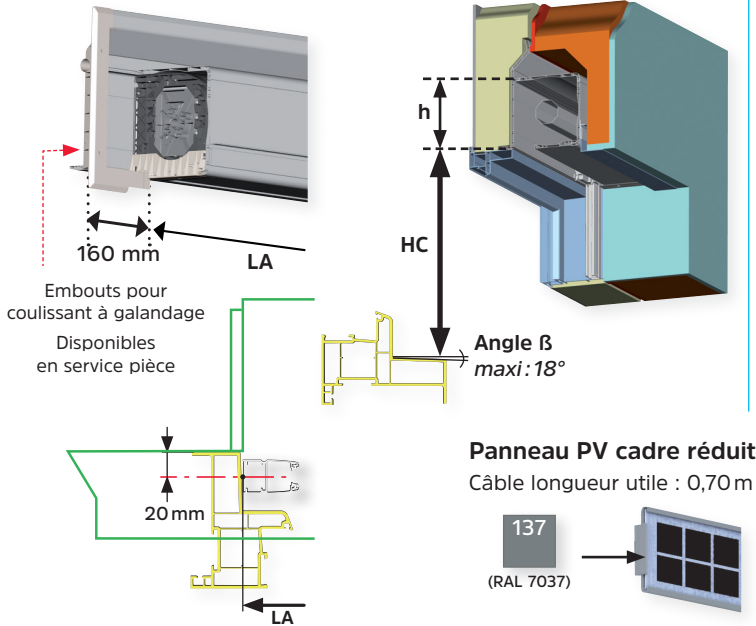 h
160 mm
LA
HC
Embouts pour
coulissant à galandage
Disponibles
en service pièce
Angle ß
maxi : 18°
20 mm
LA
Panneau PV cadre réduit
Câble longueur utile : 0,70 m
137
(RAL 7037)